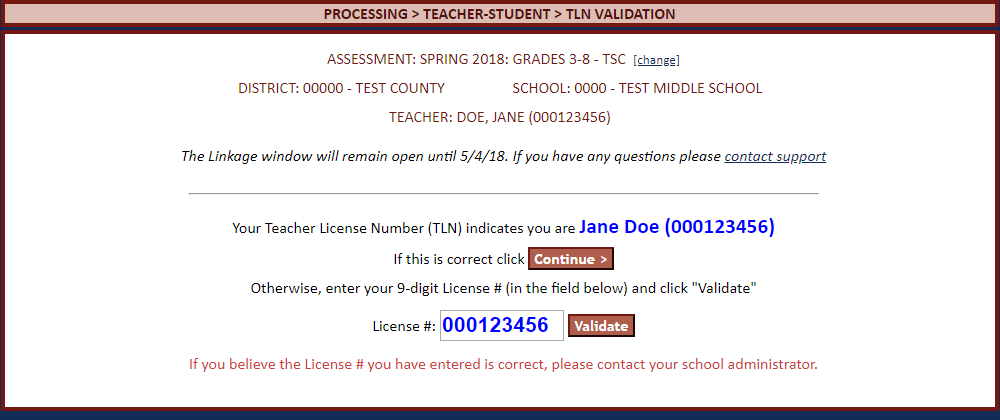 PROCESSING > TEACHER-STUDENT > TLN VALIDATION
ASSESSMENT: SPRING 2018: GRADES 3-8 - TSC [change]
DISTRICT: 00000 - TEST COUNTY SCHOOL: 0000 - TEST MIDDLE SCHOOL
TEACHER: DOE, JANE (000123456)
The Linkage window will remain open until 5/4/18. If you have any questions please contact support
Your Teacher License Number (TLN) indicates you are Jane Doe (000123456)
If this is correct click Continue >
Otherwise, enter your 9-digit License # (in the field below) and click "Validate"
License #: 000123456 Validate
If you believe the License # you have entered is correct, please contact your school administrator.